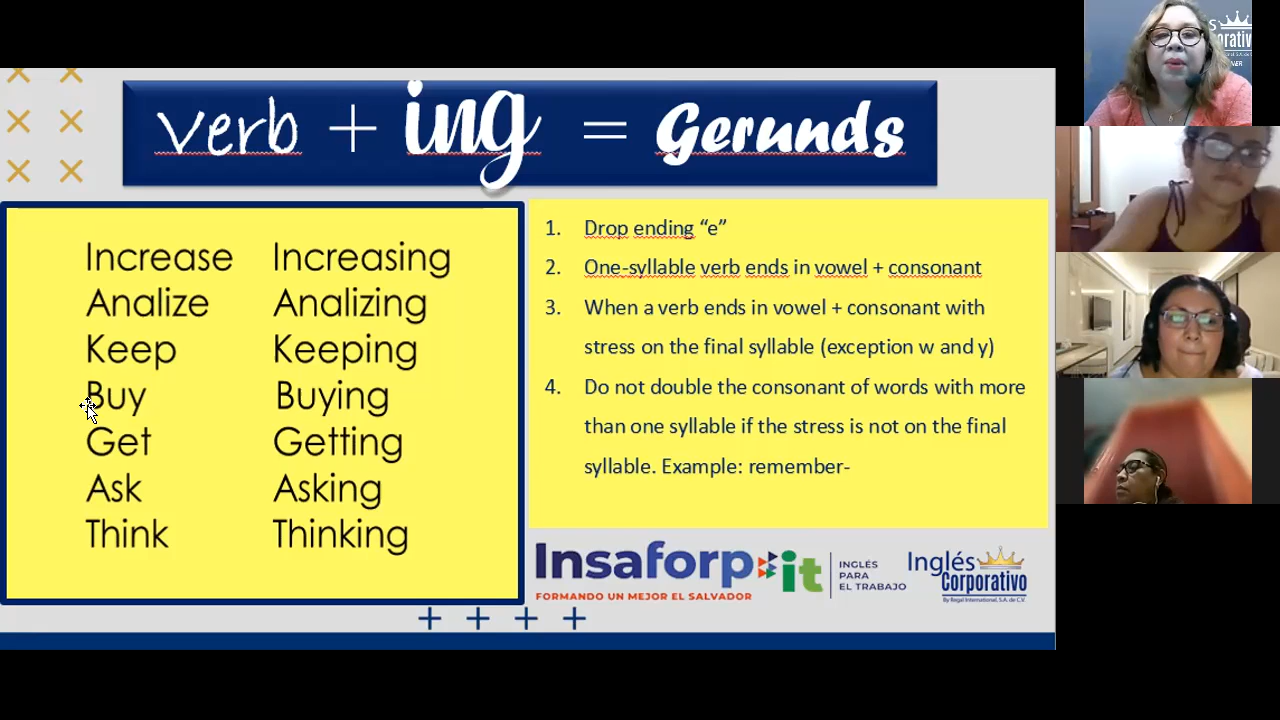 verb + ing = Gerunds
Increase Increasing
Analize Analizing
Keep Keeping
Buy Buying
Get Getting
Ask Asking
Think Thinking
1. Drop ending “e”
2. One-syllable verb ends in vowel + consonant
3. When a verb ends in vowel + consonant with
stress on the final syllable (exception w and y)
4. Do not double the consonant of words with more
than one syllable if the stress is not on the final
syllable. Example: remember-
Insaforp it
FORMANDO UN MEJOR EL SALVADOR
INGLÉS
PARA
EL TRABAJO
Inglés
Corporativo
By Regal International, S.A. de C.V.